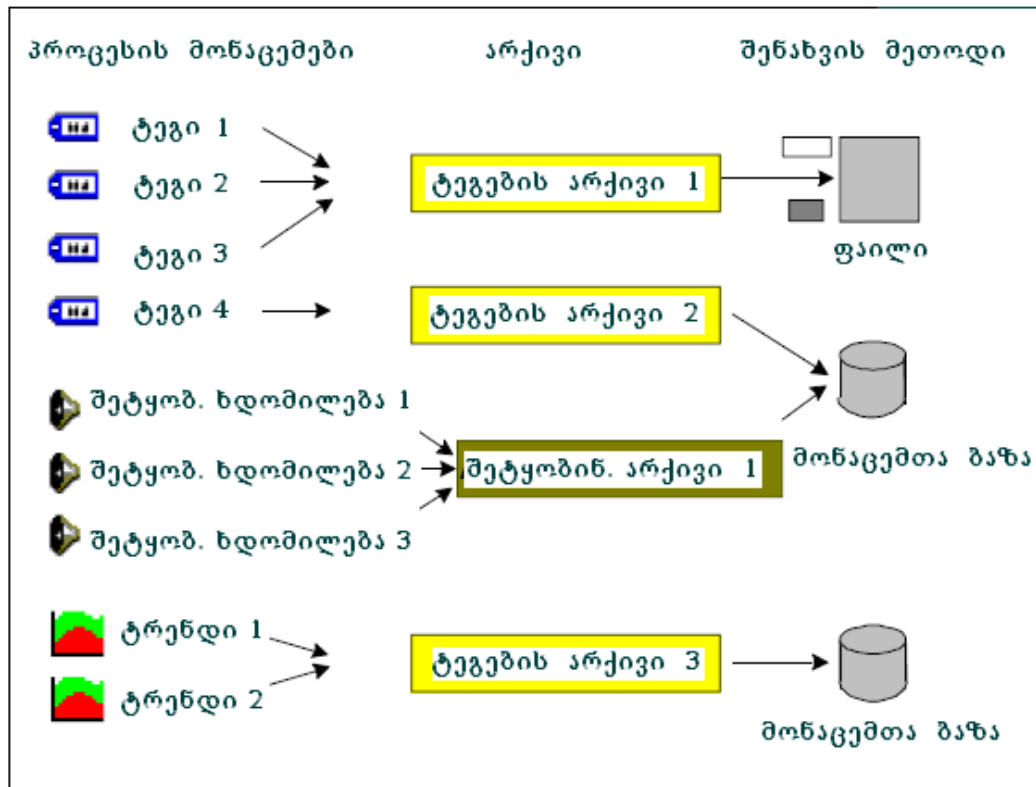 პროცესის მონაცემები არქივი შენახვის მეთოდი
ტეგი 1
ტეგი 2
ტეგი 3
ტეგი 4
ტეგების არქივი 1
ფაილი
ტეგების არქივი 2
შეტყობ. ხდომილება 1
შეტყობ. ხდომილება 2
შეტყობ. ხდომილება 3
შეტყობინ. არქივი 1
მონაცემთა ბაზა
ტრენდი 1
ტრენდი 2
ტეგების არქივი 3
მონაცემთა ბაზა